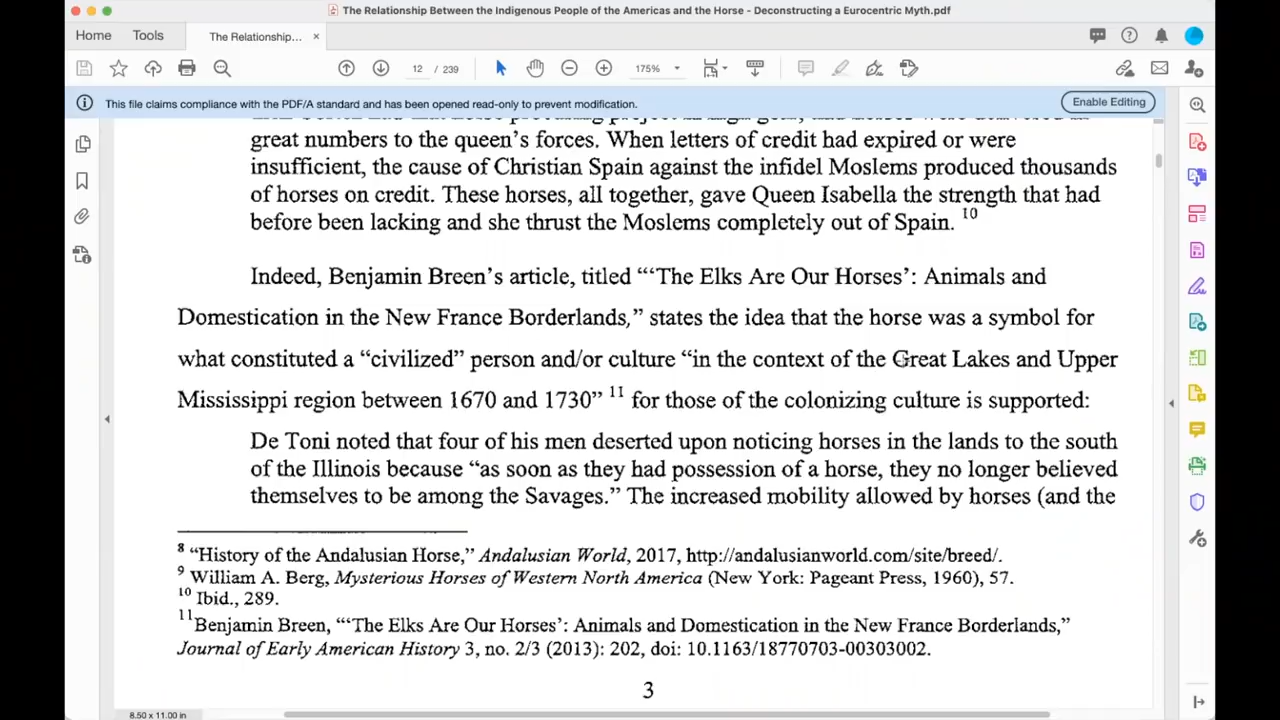 The Relationship Between the Indigenous People of the Americas and the Horse - Deconstructing a Eurocentric Myth.pdf
Home Tools The Relationship... ×
12 / 239 175%
This file claims compliance with the PDF/A standard and has been opened read-only to prevent modification. Enable Editing
great numbers to the queen's forces. When letters of credit had expired or were
insufficient, the cause of Christian Spain against the infidel Moslems produced thousands
of horses on credit. These horses, all together, gave Queen Isabella the strength that had
before been lacking and she thrust the Moslems completely out of Spain. 10
Indeed, Benjamin Breen's article, titled “‘The Elks Are Our Horses’: Animals and
Domestication in the New France Borderlands,” states the idea that the horse was a symbol for
what constituted a “civilized” person and/or culture “in the context of the Great Lakes and Upper
Mississippi region between 1670 and 1730” 11 for those of the colonizing culture is supported:
De Toni noted that four of his men deserted upon noticing horses in the lands to the south
of the Illinois because “as soon as they had possession of a horse, they no longer believed
themselves to be among the Savages.” The increased mobility allowed by horses (and the
8 “History of the Andalusian Horse,” Andalusian World, 2017, http://andalusianworld.com/site/breed/.
9 William A. Berg, Mysterious Horses of Western North America (New York: Pageant Press, 1960), 57.
10 Ibid., 289.
11 Benjamin Breen, “‘The Elks Are Our Horses’: Animals and Domestication in the New France Borderlands,”
Journal of Early American History 3, no. 2/3 (2013): 202, doi: 10.1163/18770703-00303002.
3
8.50 x 11.00 in